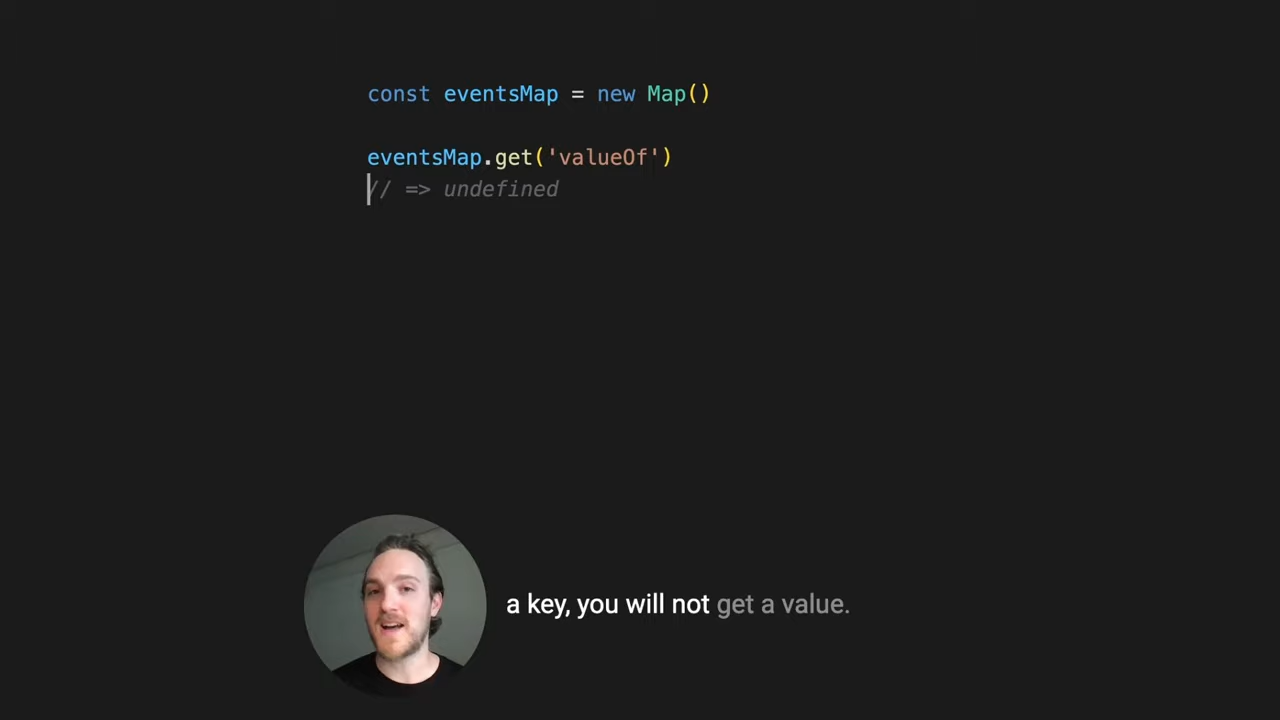 const eventsMap = new Map()
eventsMap.get('valueOf')
// => undefined
a key, you will not get a value.